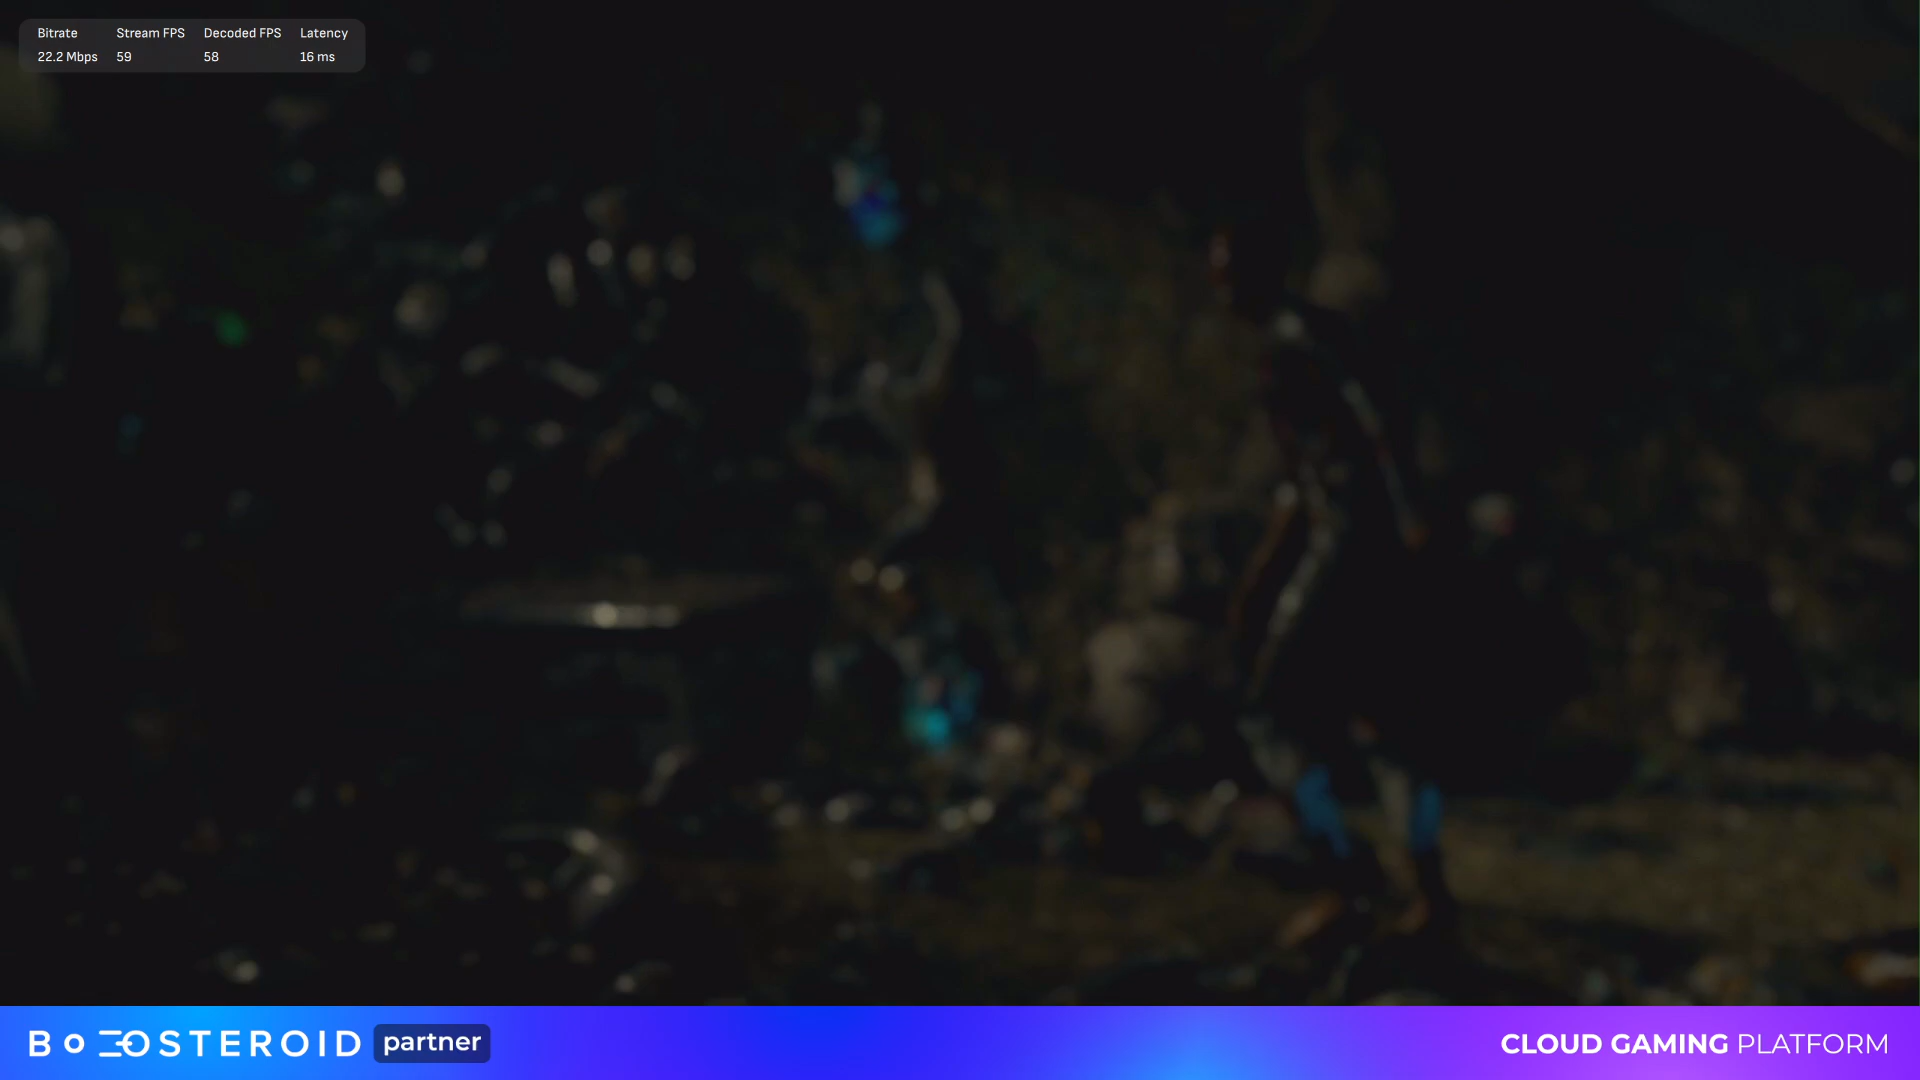 Bitrate Stream FPS Decoded FPS Latency
22.2 Mbps 59 58 16 ms
BOOSTEROID partner
CLOUD GAMING PLATFORM